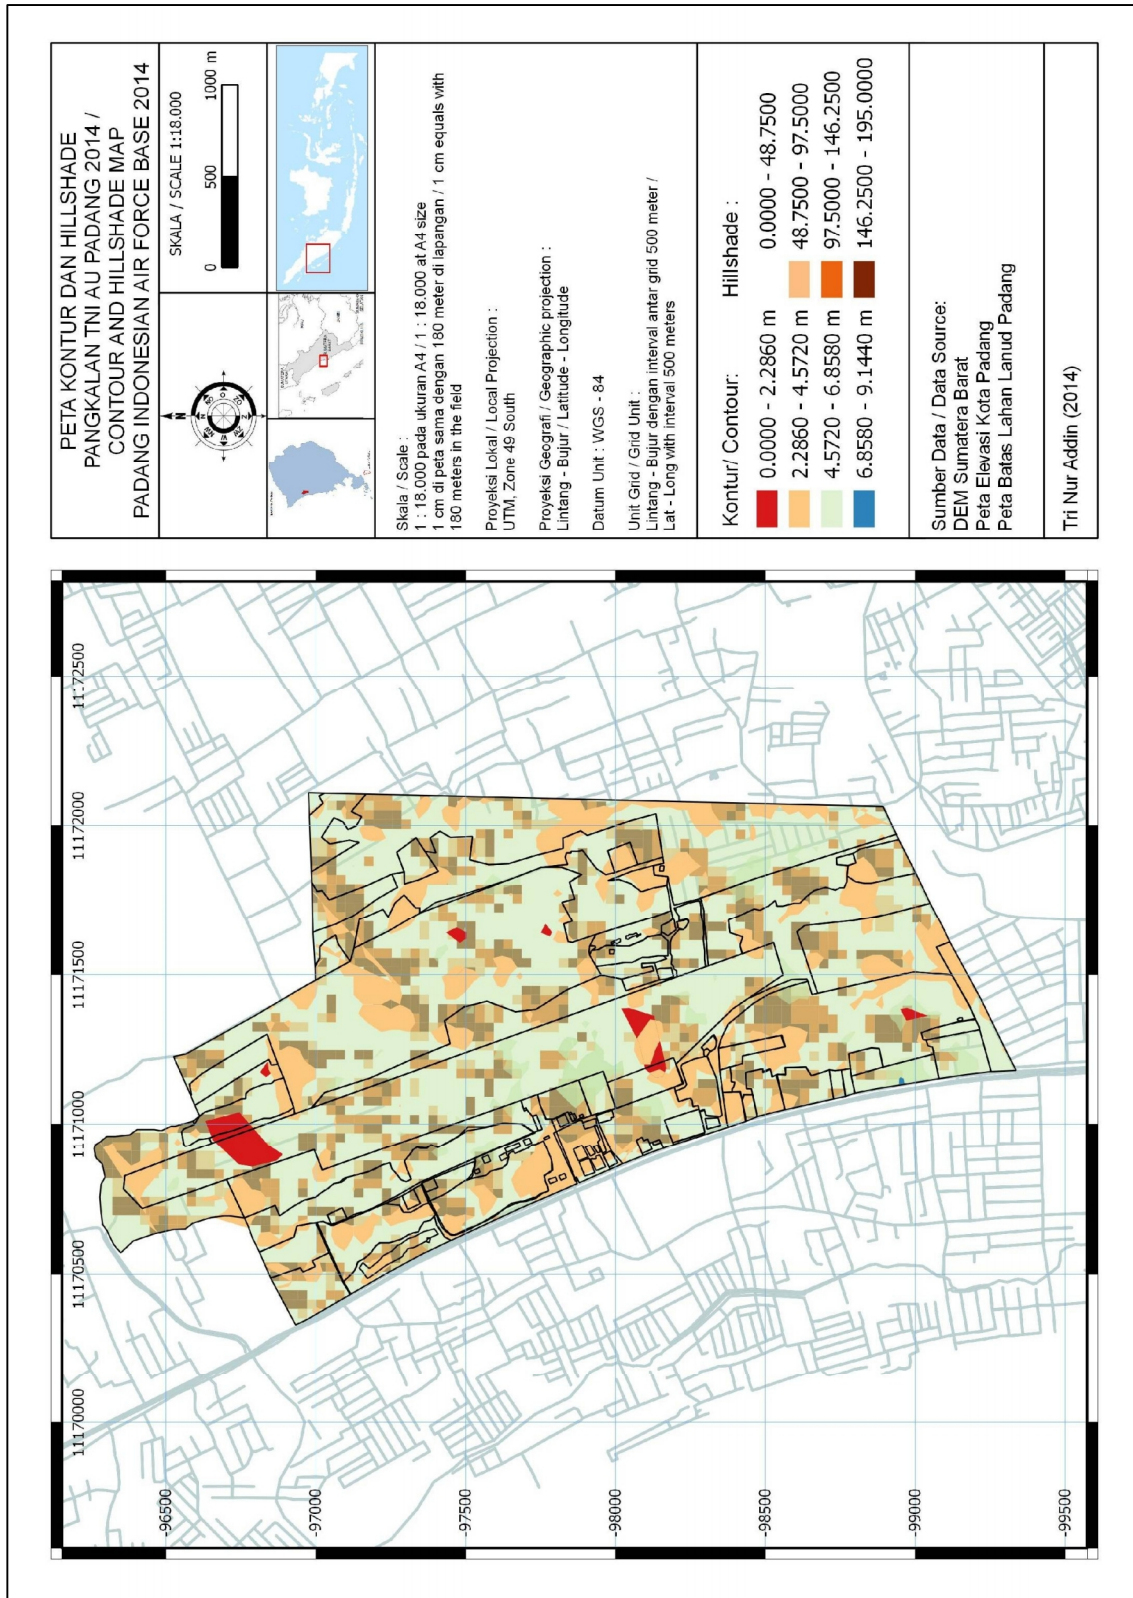 PETA KONTUR DAN HILLSHADE
PANGKALAN TNI AU PADANG 2014 /
CONTOUR AND HILLSHADE MAP
PADANG INDONESIAN AIR FORCE BASE 2014
SKALA / SCALE 1:18.000
0 500 1000 m
N
Skala / Scale :
1 : 18.000 pada ukuran A4 / 1 : 18.000 at A4 size
1 cm di peta sama dengan 180 meter di lapangan / 1 cm equals with
180 meters in the field
Proyeksi Lokal / Local Projection :
UTM, Zone 49 South
Proyeksi Geografi / Geographic projection :
Lintang - Bujur / Latitude - Longitude
Datum Unit : WGS - 84
Unit Grid / Grid Unit :
Lintang - Bujur dengan interval antar grid 500 meter /
Lat - Long with interval 500 meters
Kontur/ Contour:
0.0000 - 2.2860 m
2.2860 - 4.5720 m
4.5720 - 6.8580 m
6.8580 - 9.1440 m
Hillshade :
0.0000 - 48.7500
48.7500 - 97.5000
97.5000 - 146.2500
146.2500 - 195.0000
Sumber Data / Data Source:
DEM Sumatera Barat
Peta Elevasi Kota Padang
Peta Batas Lahan Lanud Padang
Tri Nur Addin (2014)
11170000
11170500
11171000
11171500
11172000
11172500
-96500
-97000
-97500
-98000
-98500
-99000
-99500